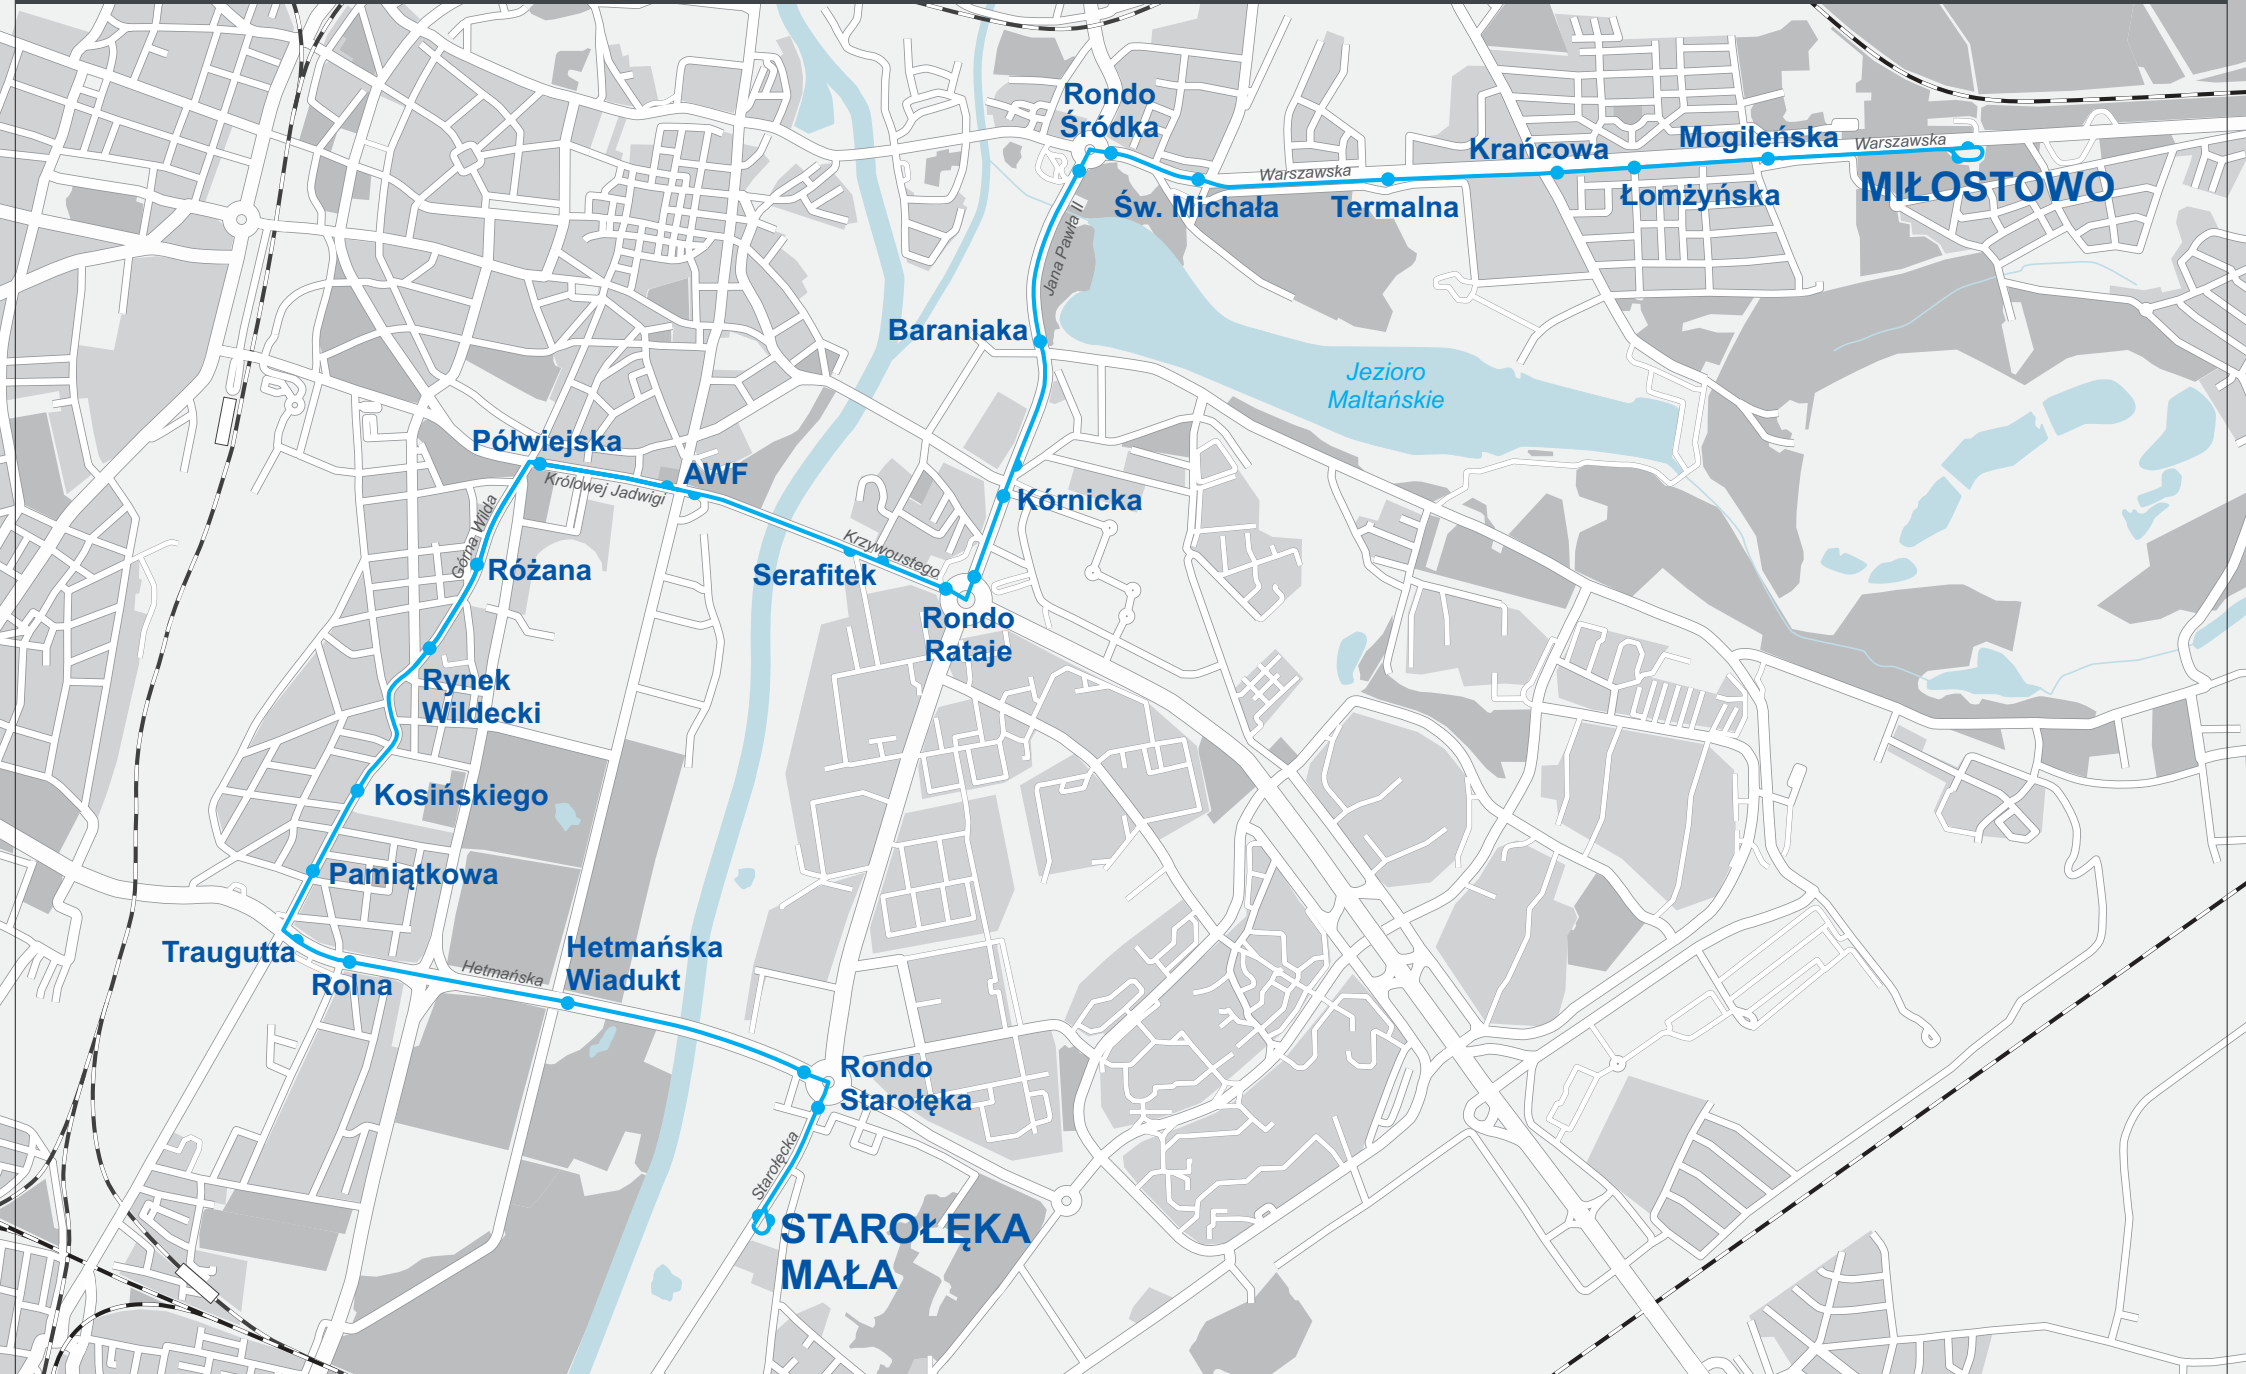 Rondo
Śródka
Krańcowa
Mogileńska
Warszawska
Warszawska
Św. Michała
Termalna
Łomżyńska
MIŁOSTOWO
Jana Pawła II
Baraniaka
Jezioro
Maltańskie
Półwiejska
AWF
Królowej Jadwigi
Kórnicka
Górna Wilda
Różana
Krzywoustego
Serafitek
Rondo
Rataje
Rynek
Wildecki
Kosińskiego
Pamiątkowa
Traugutta
Rolna
Hetmańska
Hetmańska
Wiadukt
Rondo
Starołęka
Starołęcka
STAROŁĘKA
MAŁA